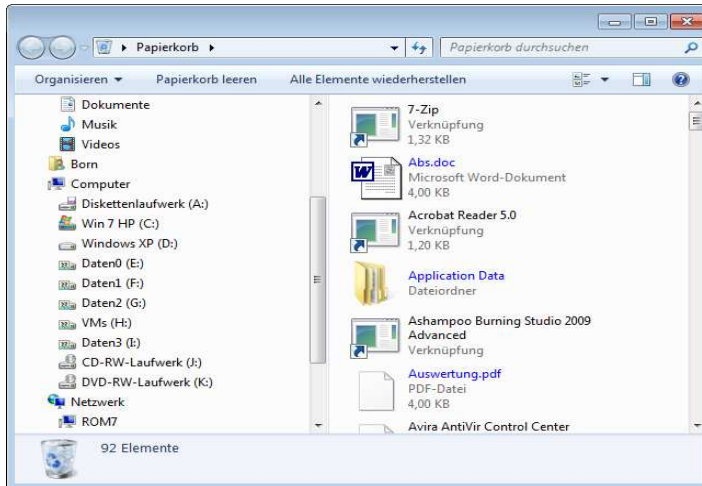 Papierkorb
Papierkorb durchsuchen
Organisieren
Papierkorb leeren
Alle Elemente wiederherstellen
Dokumente
Musik
Videos
Born
Computer
Diskettenlaufwerk (A:)
Win 7 HP (C:)
Windows XP (D:)
Daten0 (E:)
Daten1 (F:)
Daten2 (G:)
VMs (H:)
Daten3 (I:)
CD-RW-Laufwerk (J:)
DVD-RW-Laufwerk (K:)
Netzwerk
ROM7
7-Zip
Verknüpfung
1,32 KB
Abs.doc
Microsoft Word-Dokument
4,00 KB
Acrobat Reader 5.0
Verknüpfung
1,20 KB
Application Data
Dateiordner
Ashampoo Burning Studio 2009
Advanced
Verknüpfung
Auswertung.pdf
PDF-Datei
4,00 KB
Avira AntiVir Control Center
92 Elemente